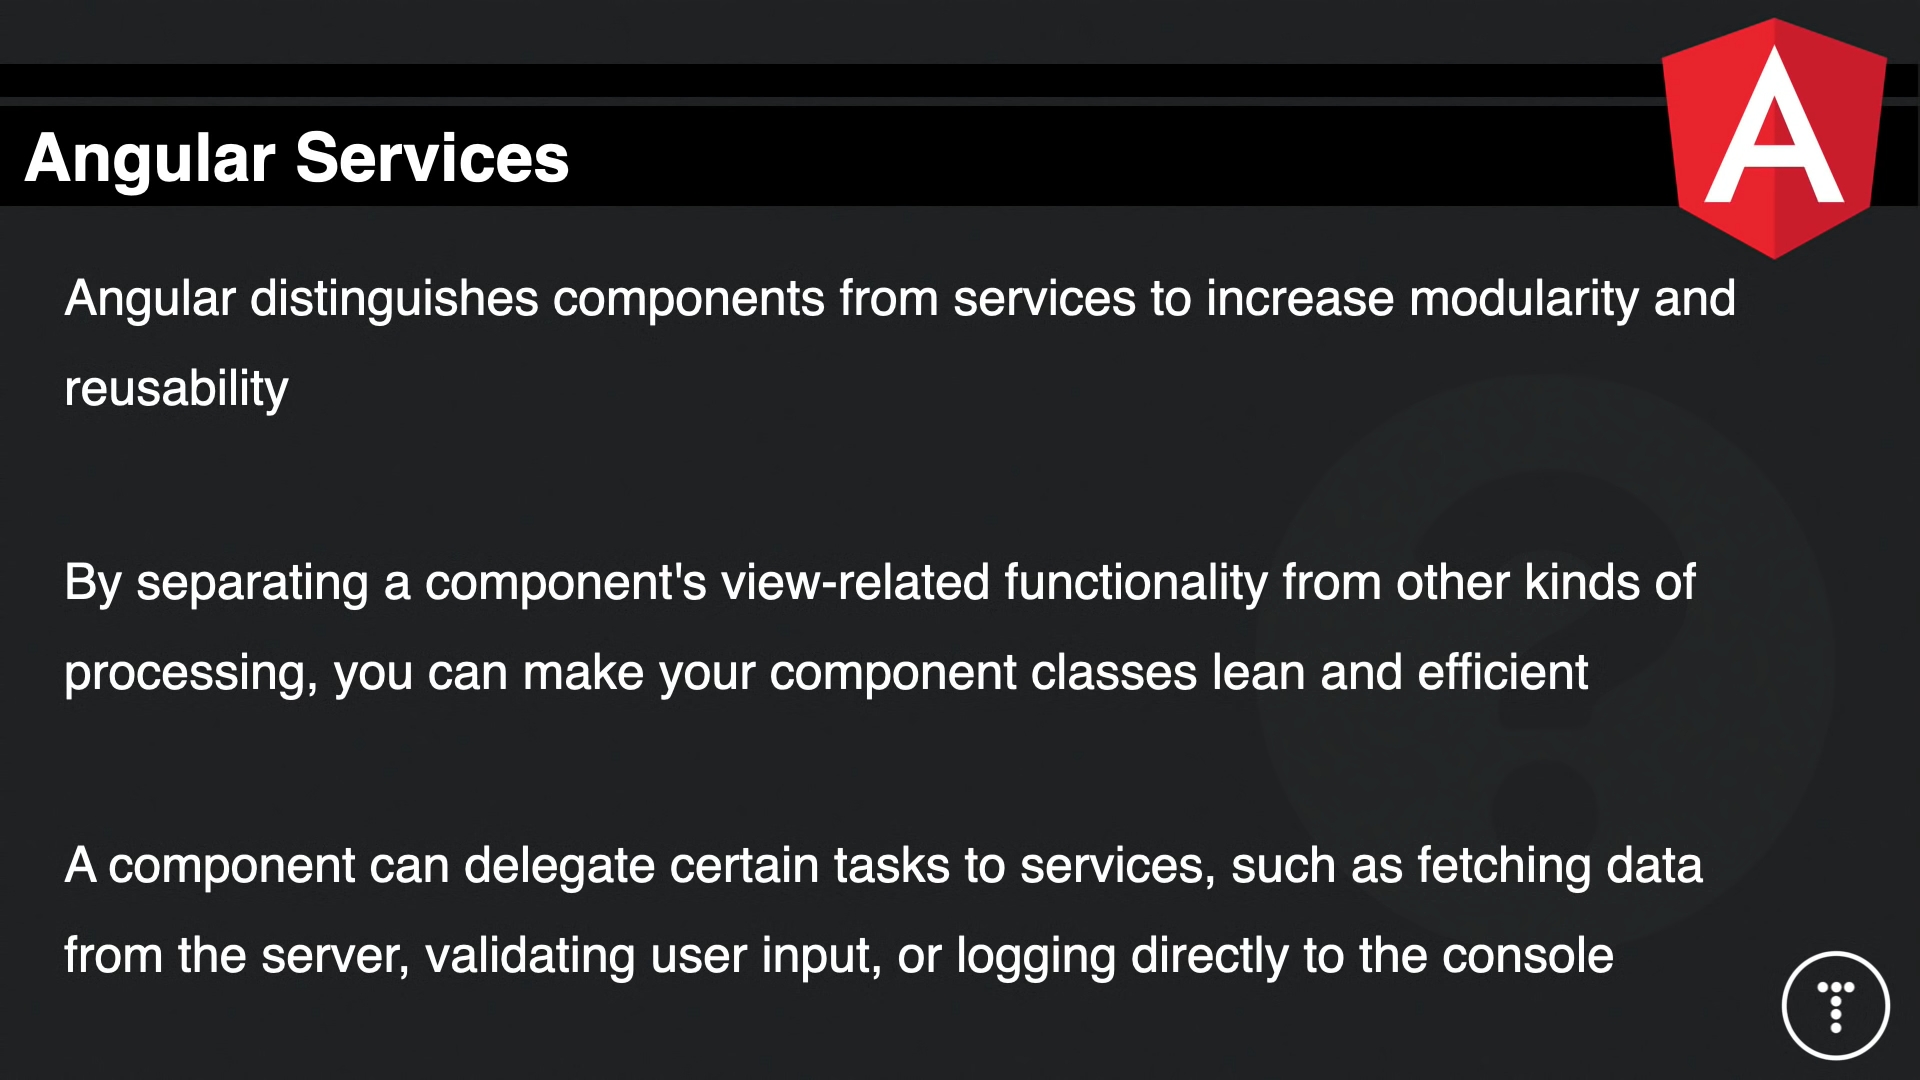 Angular Services
Angular distinguishes components from services to increase modularity and
reusability
By separating a component's view-related functionality from other kinds of
processing, you can make your component classes lean and efficient
A component can delegate certain tasks to services, such as fetching data
from the server, validating user input, or logging directly to the console